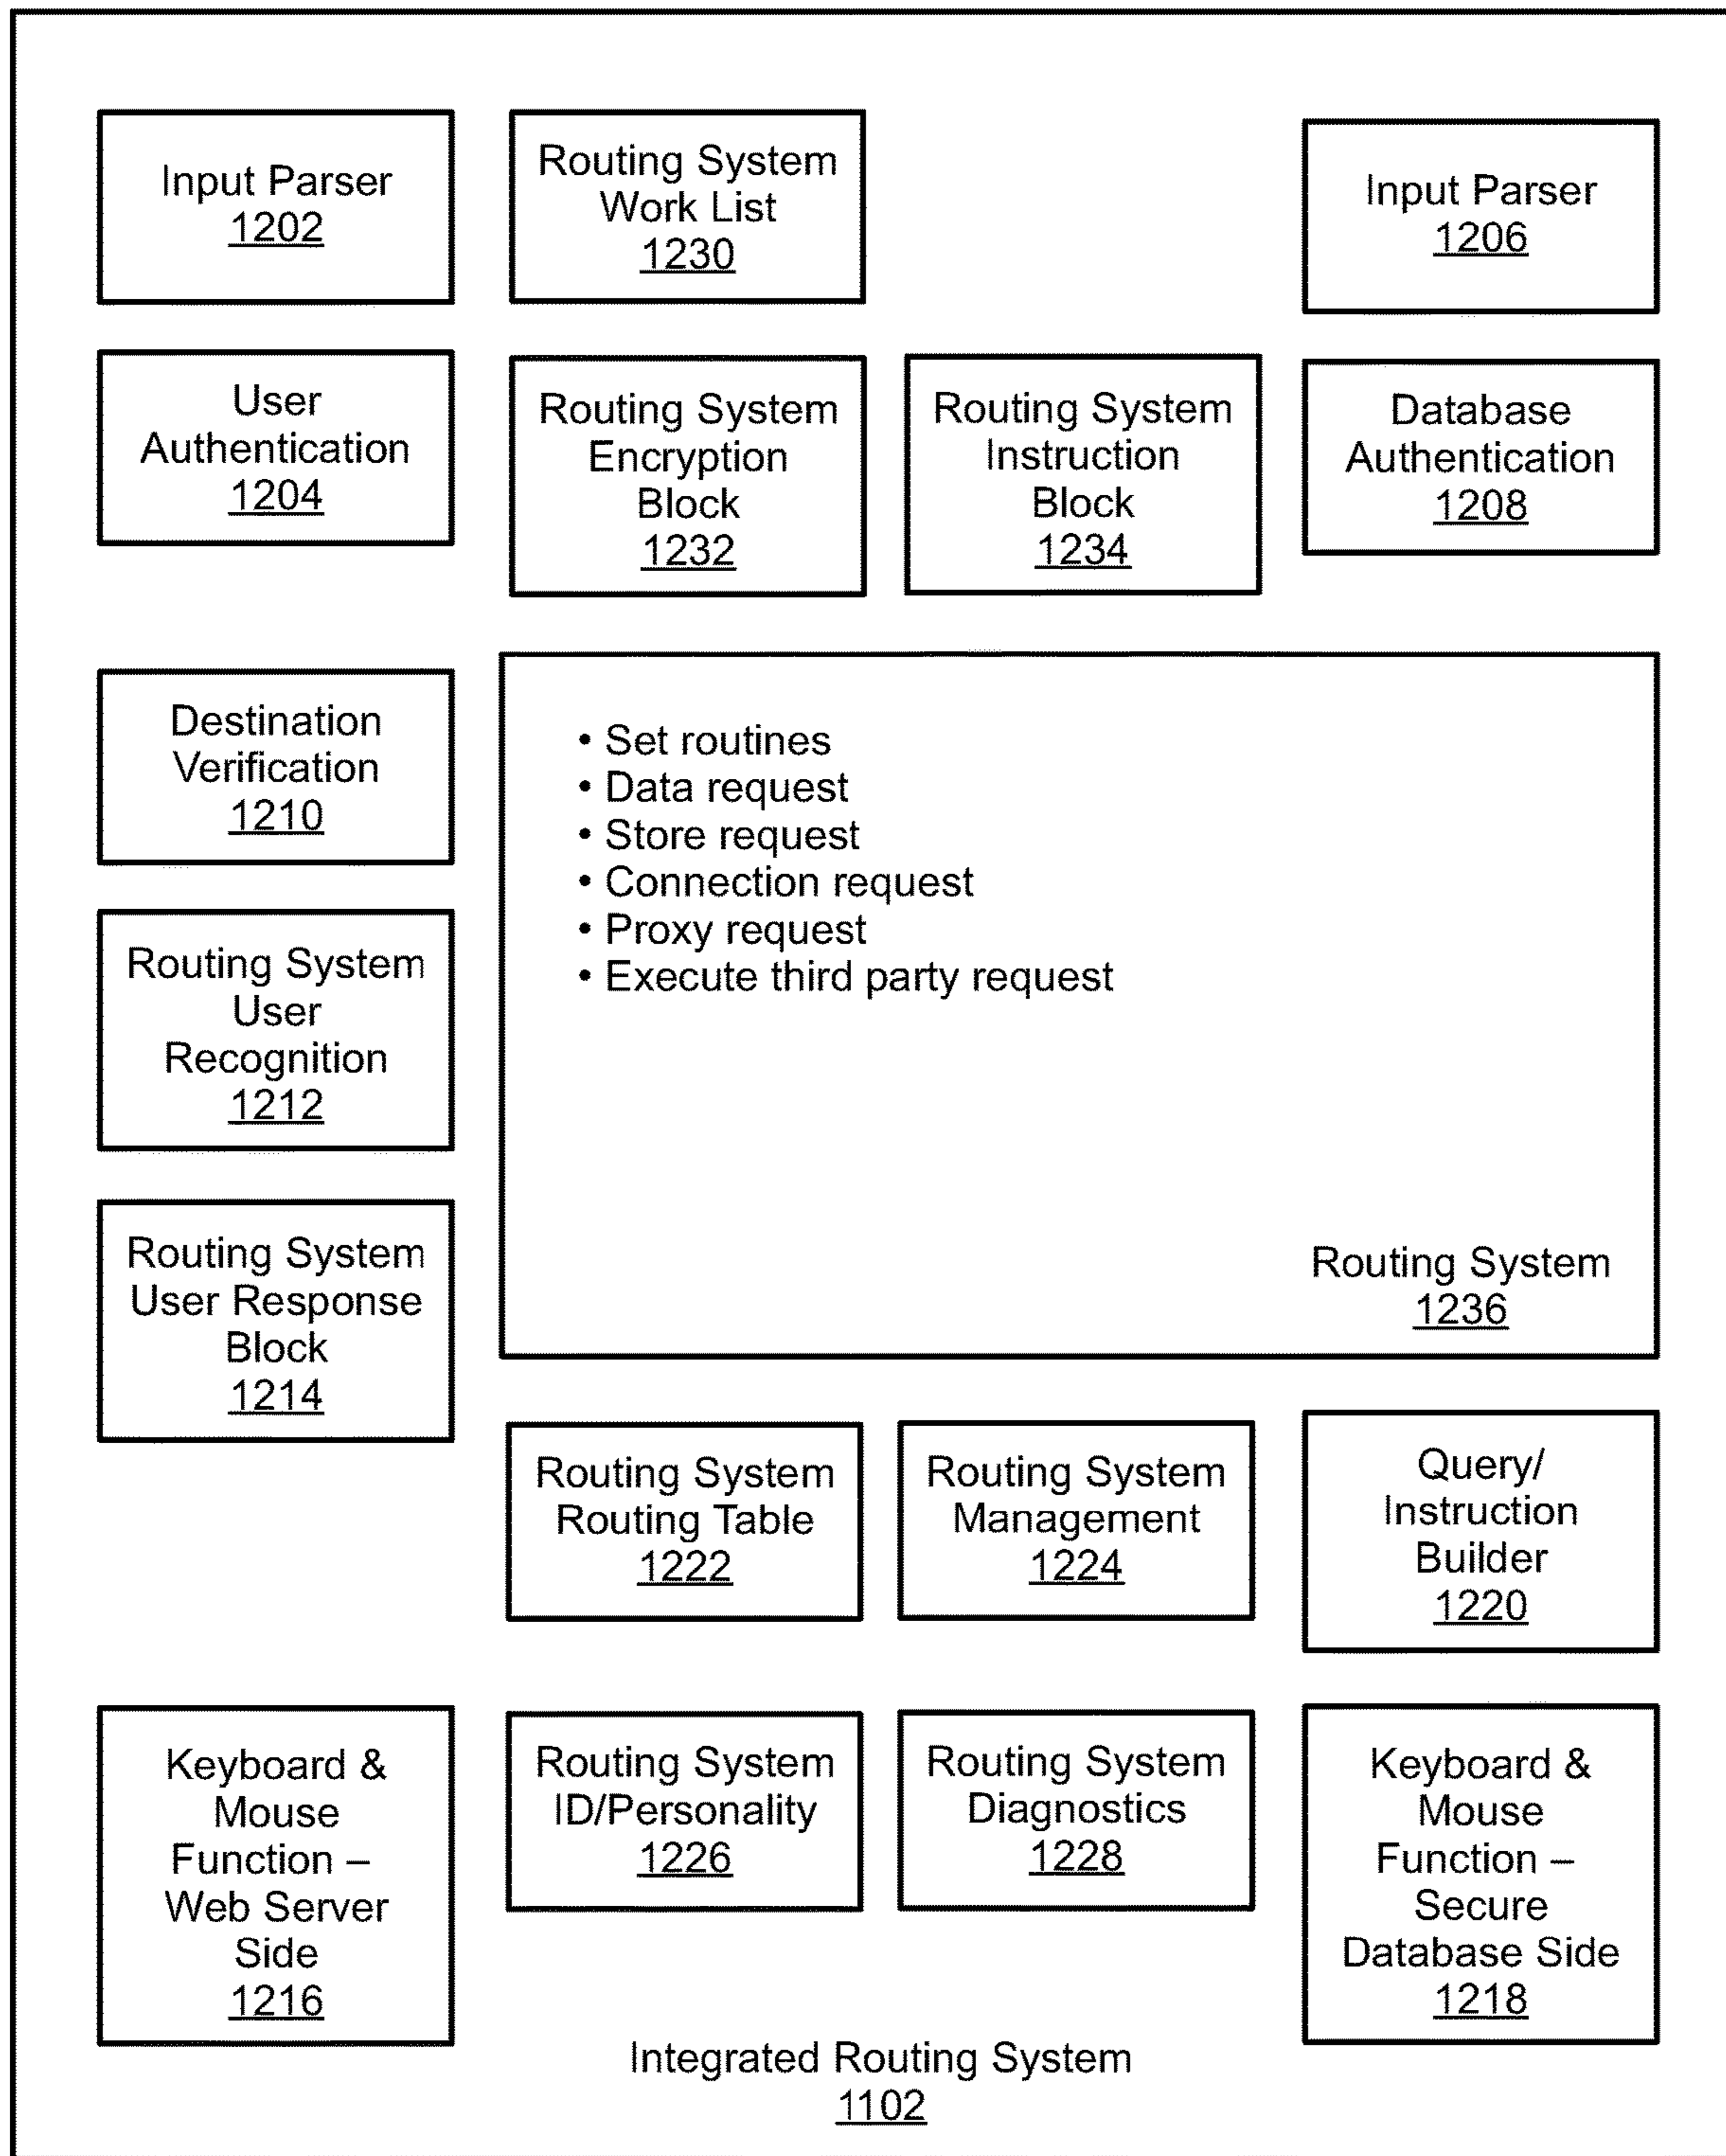 Input Parser
1202
Routing System
Work List
1230
Input Parser
1206
User
Authentication
1204
Routing System
Encryption
Block
1232
Routing System
Instruction
Block
1234
Database
Authentication
1208
Destination
Verification
1210
• Set routines
• Data request
• Store request
• Connection request
• Proxy request
• Execute third party request
Routing System
1236
Routing System
User
Recognition
1212
Routing System
User Response
Block
1214
Routing System
Routing Table
1222
Routing System
Management
1224
Query/
Instruction
Builder
1220
Keyboard &
Mouse
Function –
Web Server
Side
1216
Routing System
ID/Personality
1226
Routing System
Diagnostics
1228
Keyboard &
Mouse
Function –
Secure
Database Side
1218
Integrated Routing System
1102